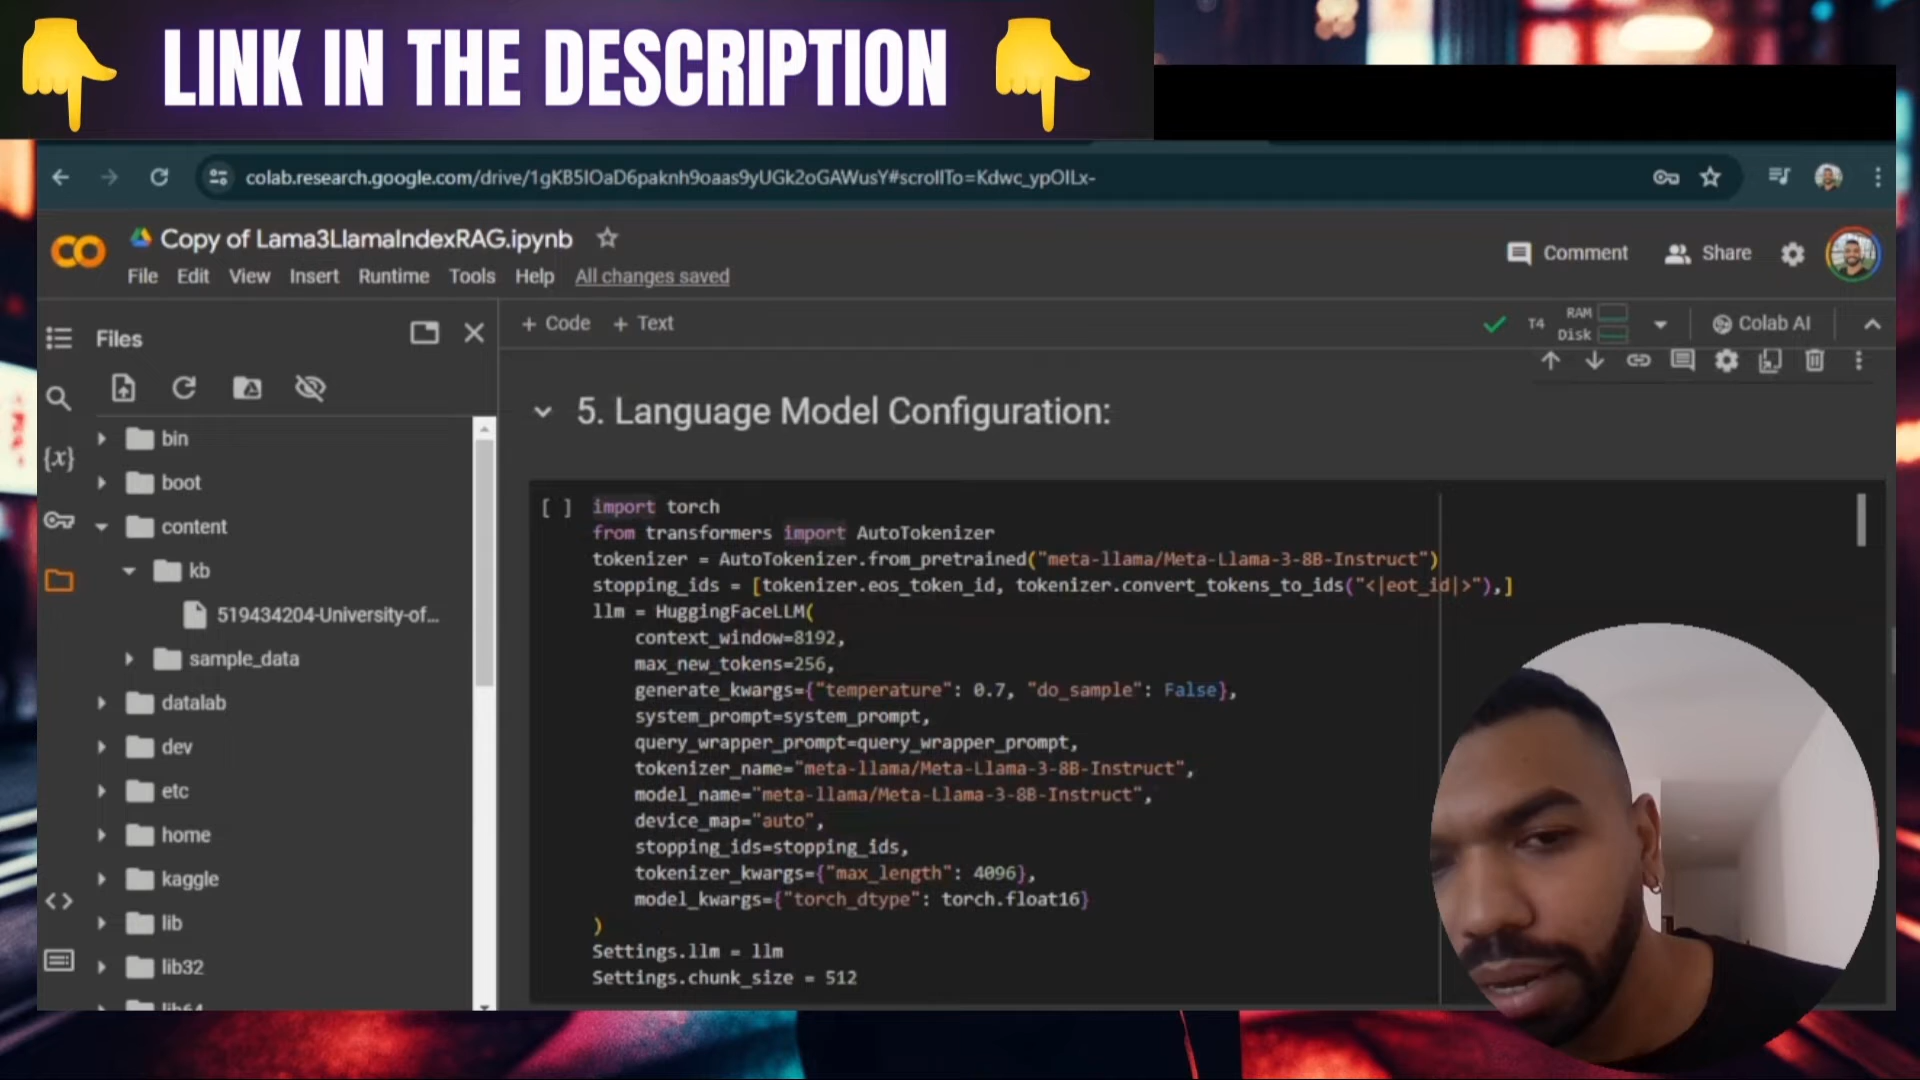 LINK IN THE DESCRIPTION
colab.research.google.com/drive/1gKB5IOaD6paknh9oaas9yUGk2oGAWusY#scrollTo=Kdwc_ypOILx-
CO
Copy of Lama3LlamaIndexRAG.ipynb
Comment
Share
File Edit View Insert Runtime Tools Help All changes saved
Files
+ Code + Text
T4
RAM
Disk
Colab AI
{x}
bin
boot
content
kb
519434204-University-of...
sample_data
datalab
dev
etc
home
kaggle
lib
lib32
lib64
5. Language Model Configuration:
[ ] import torch
from transformers import AutoTokenizer
tokenizer = AutoTokenizer.from_pretrained("meta-llama/Meta-Llama-3-8B-Instruct")
stopping_ids = [tokenizer.eos_token_id, tokenizer.convert_tokens_to_ids("<|eot_id|>"),]
llm = HuggingFaceLLM(
context_window=8192,
max_new_tokens=256,
generate_kwargs={"temperature": 0.7, "do_sample": False},
system_prompt=system_prompt,
query_wrapper_prompt=query_wrapper_prompt,
tokenizer_name="meta-llama/Meta-Llama-3-8B-Instruct",
model_name="meta-llama/Meta-Llama-3-8B-Instruct",
device_map="auto",
stopping_ids=stopping_ids,
tokenizer_kwargs={"max_length": 4096},
model_kwargs={"torch_dtype": torch.float16}
)
Settings.llm = llm
Settings.chunk_size = 512